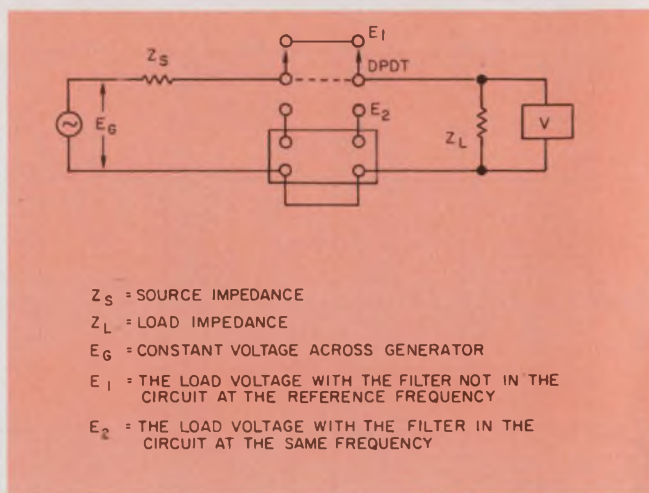 E1
ZS
DPDT
EG
E2
ZL
V
ZS = SOURCE IMPEDANCE
ZL = LOAD IMPEDANCE
EG = CONSTANT VOLTAGE ACROSS GENERATOR
E1 = THE LOAD VOLTAGE WITH THE FILTER NOT IN THE
CIRCUIT AT THE REFERENCE FREQUENCY
E2 = THE LOAD VOLTAGE WITH THE FILTER IN THE
CIRCUIT AT THE SAME FREQUENCY